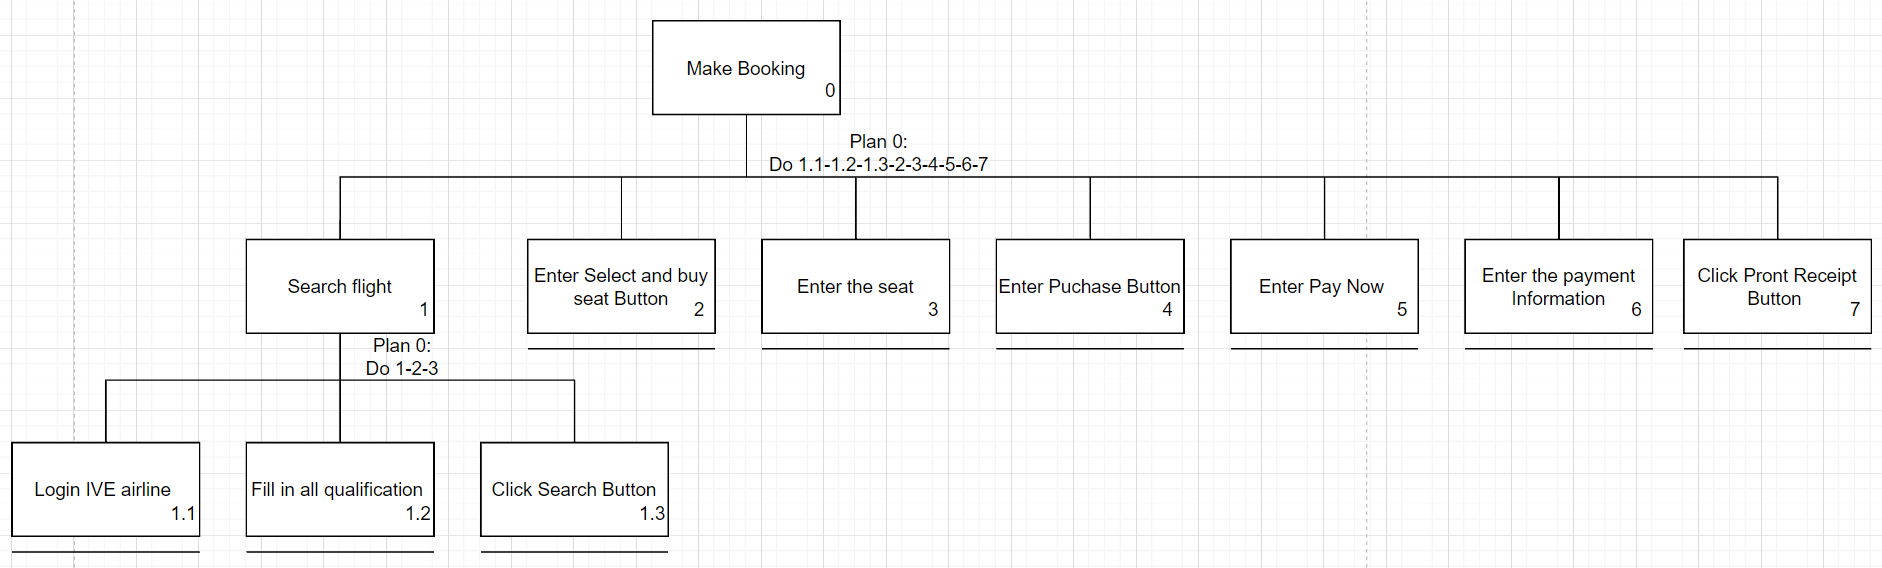 Make Booking
0
Plan 0:
Do 1.1-1.2-1.3-2-3-4-5-6-7
Search flight
1
Enter Select and buy
seat Button
2
Enter the seat
3
Enter Puchase Button
4
Enter Pay Now
5
Enter the payment
Information
6
Click Pront Receipt
Button
7
Plan 0:
Do 1-2-3
Login IVE airline
1.1
Fill in all qualification
1.2
Click Search Button
1.3